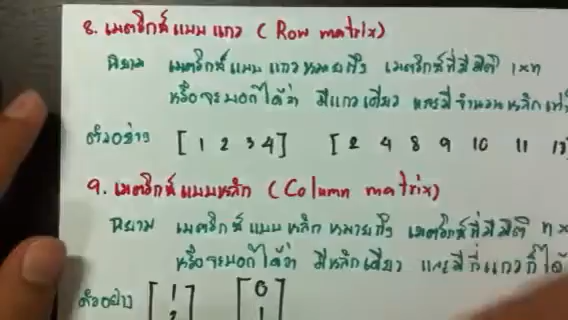 8. เมตริกซ์แบบแถว (Row matrix)
นิยาม เมตริกซ์แบบแถวหมายถึง เมตริกซ์ที่มีมิติ 1xn
หรือจะบอกได้ว่า มีแถวเดียว และมีจำนวนหลัก
ตัวอย่าง [1 2 3 4] [2 4 8 9 10 11
9. เมตริกซ์แบบหลัก (Column matrix)
นิยาม เมตริกซ์แบบหลัก หมายถึง เมตริกซ์ที่มีมิติ nx
หรือจะบอกได้ว่า มีหลักเดียว และมีกี่แถวก็ได้
ตัวอย่าง [1 [0